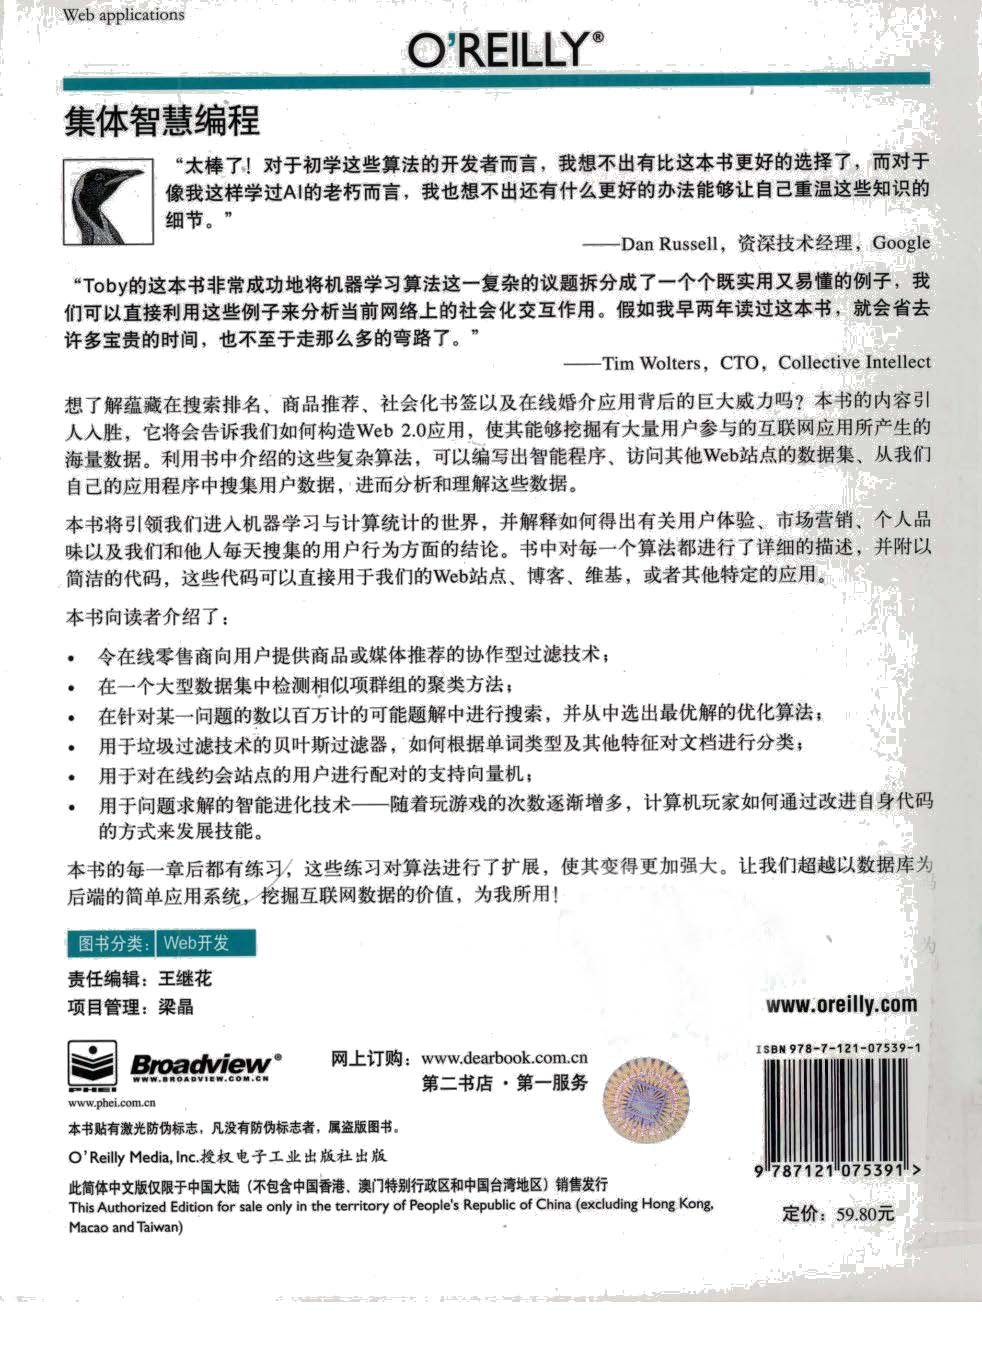 Web applications
O'REILLY®
集体智慧编程
“太棒了！对于初学这些算法的开发者而言，我想不出有比这本书更好的选择了，而对于
像我这样学过AI的老朽而言，我也想不出还有什么更好的办法能够让自己重温这些知识的
细节。”
——Dan Russell，资深技术经理，Google
“Toby的这本书非常成功地将机器学习算法这一复杂的议题拆分成了一个个既实用又易懂的例子，我
们可以直接利用这些例子来分析当前网络上的社会化交互作用。假如我早两年读过这本书，就会省去
许多宝贵的时间，也不至于走那么多的弯路了。”
——Tim Wolters，CTO，Collective Intellect
想了解蕴藏在搜索排名、商品推荐、社会化书签以及在线婚介应用背后的巨大威力吗？本书的内容引
人入胜，它将会告诉我们如何构造Web 2.0应用，使其能够挖掘有大量用户参与的互联网应用所产生的
海量数据。利用书中介绍的这些复杂算法，可以编写出智能程序、访问其他Web站点的数据集、从我们
自己的应用程序中搜集用户数据，进而分析和理解这些数据。
本书将引领我们进入机器学习与计算统计的世界，并解释如何得出有关用户体验、市场营销、个人品
味以及我们和他人每天搜集的用户行为方面的结论。书中对每一个算法都进行了详细的描述，并附以
简洁的代码，这些代码可以直接用于我们的Web站点、博客、维基，或者其他特定的应用。
本书向读者介绍了：
• 令在线零售商向用户提供商品或媒体推荐的协作型过滤技术；
• 在一个大型数据集中检测相似项群组的聚类方法；
• 在针对某一问题的数以百万计的可能题解中进行搜索，并从中选出最优解的优化算法；
• 用于垃圾过滤技术的贝叶斯过滤器，如何根据单词类型及其他特征对文档进行分类；
• 用于对在线约会站点的用户进行配对的支持向量机；
• 用于问题求解的智能进化技术——随着玩游戏的次数逐渐增多，计算机玩家如何通过改进自身代码
的方式来发展技能。
本书的每一章后都有练习，这些练习对算法进行了扩展，使其变得更加强大。让我们超越以数据库为
后端的简单应用系统，挖掘互联网数据的价值，为我所用！
图书分类：Web开发
责任编辑：王继花
项目管理：梁晶
www.oreilly.com
PHEI
www.phei.com.cn
Broadview®
WWW.BROADVIEW.COM.CN
网上订购：www.dearbook.com.cn
第二书店·第一服务
ISBN 978-7-121-07539-1
9 787121 075391 >
定价：59.80元
本书贴有激光防伪标志，凡没有防伪标志者，属盗版图书。
O'Reilly Media, Inc.授权电子工业出版社出版
此简体中文版仅限于中国大陆（不包含中国香港、澳门特别行政区和中国台湾地区）销售发行
This Authorized Edition for sale only in the territory of People's Republic of China (excluding Hong Kong,
Macao and Taiwan)